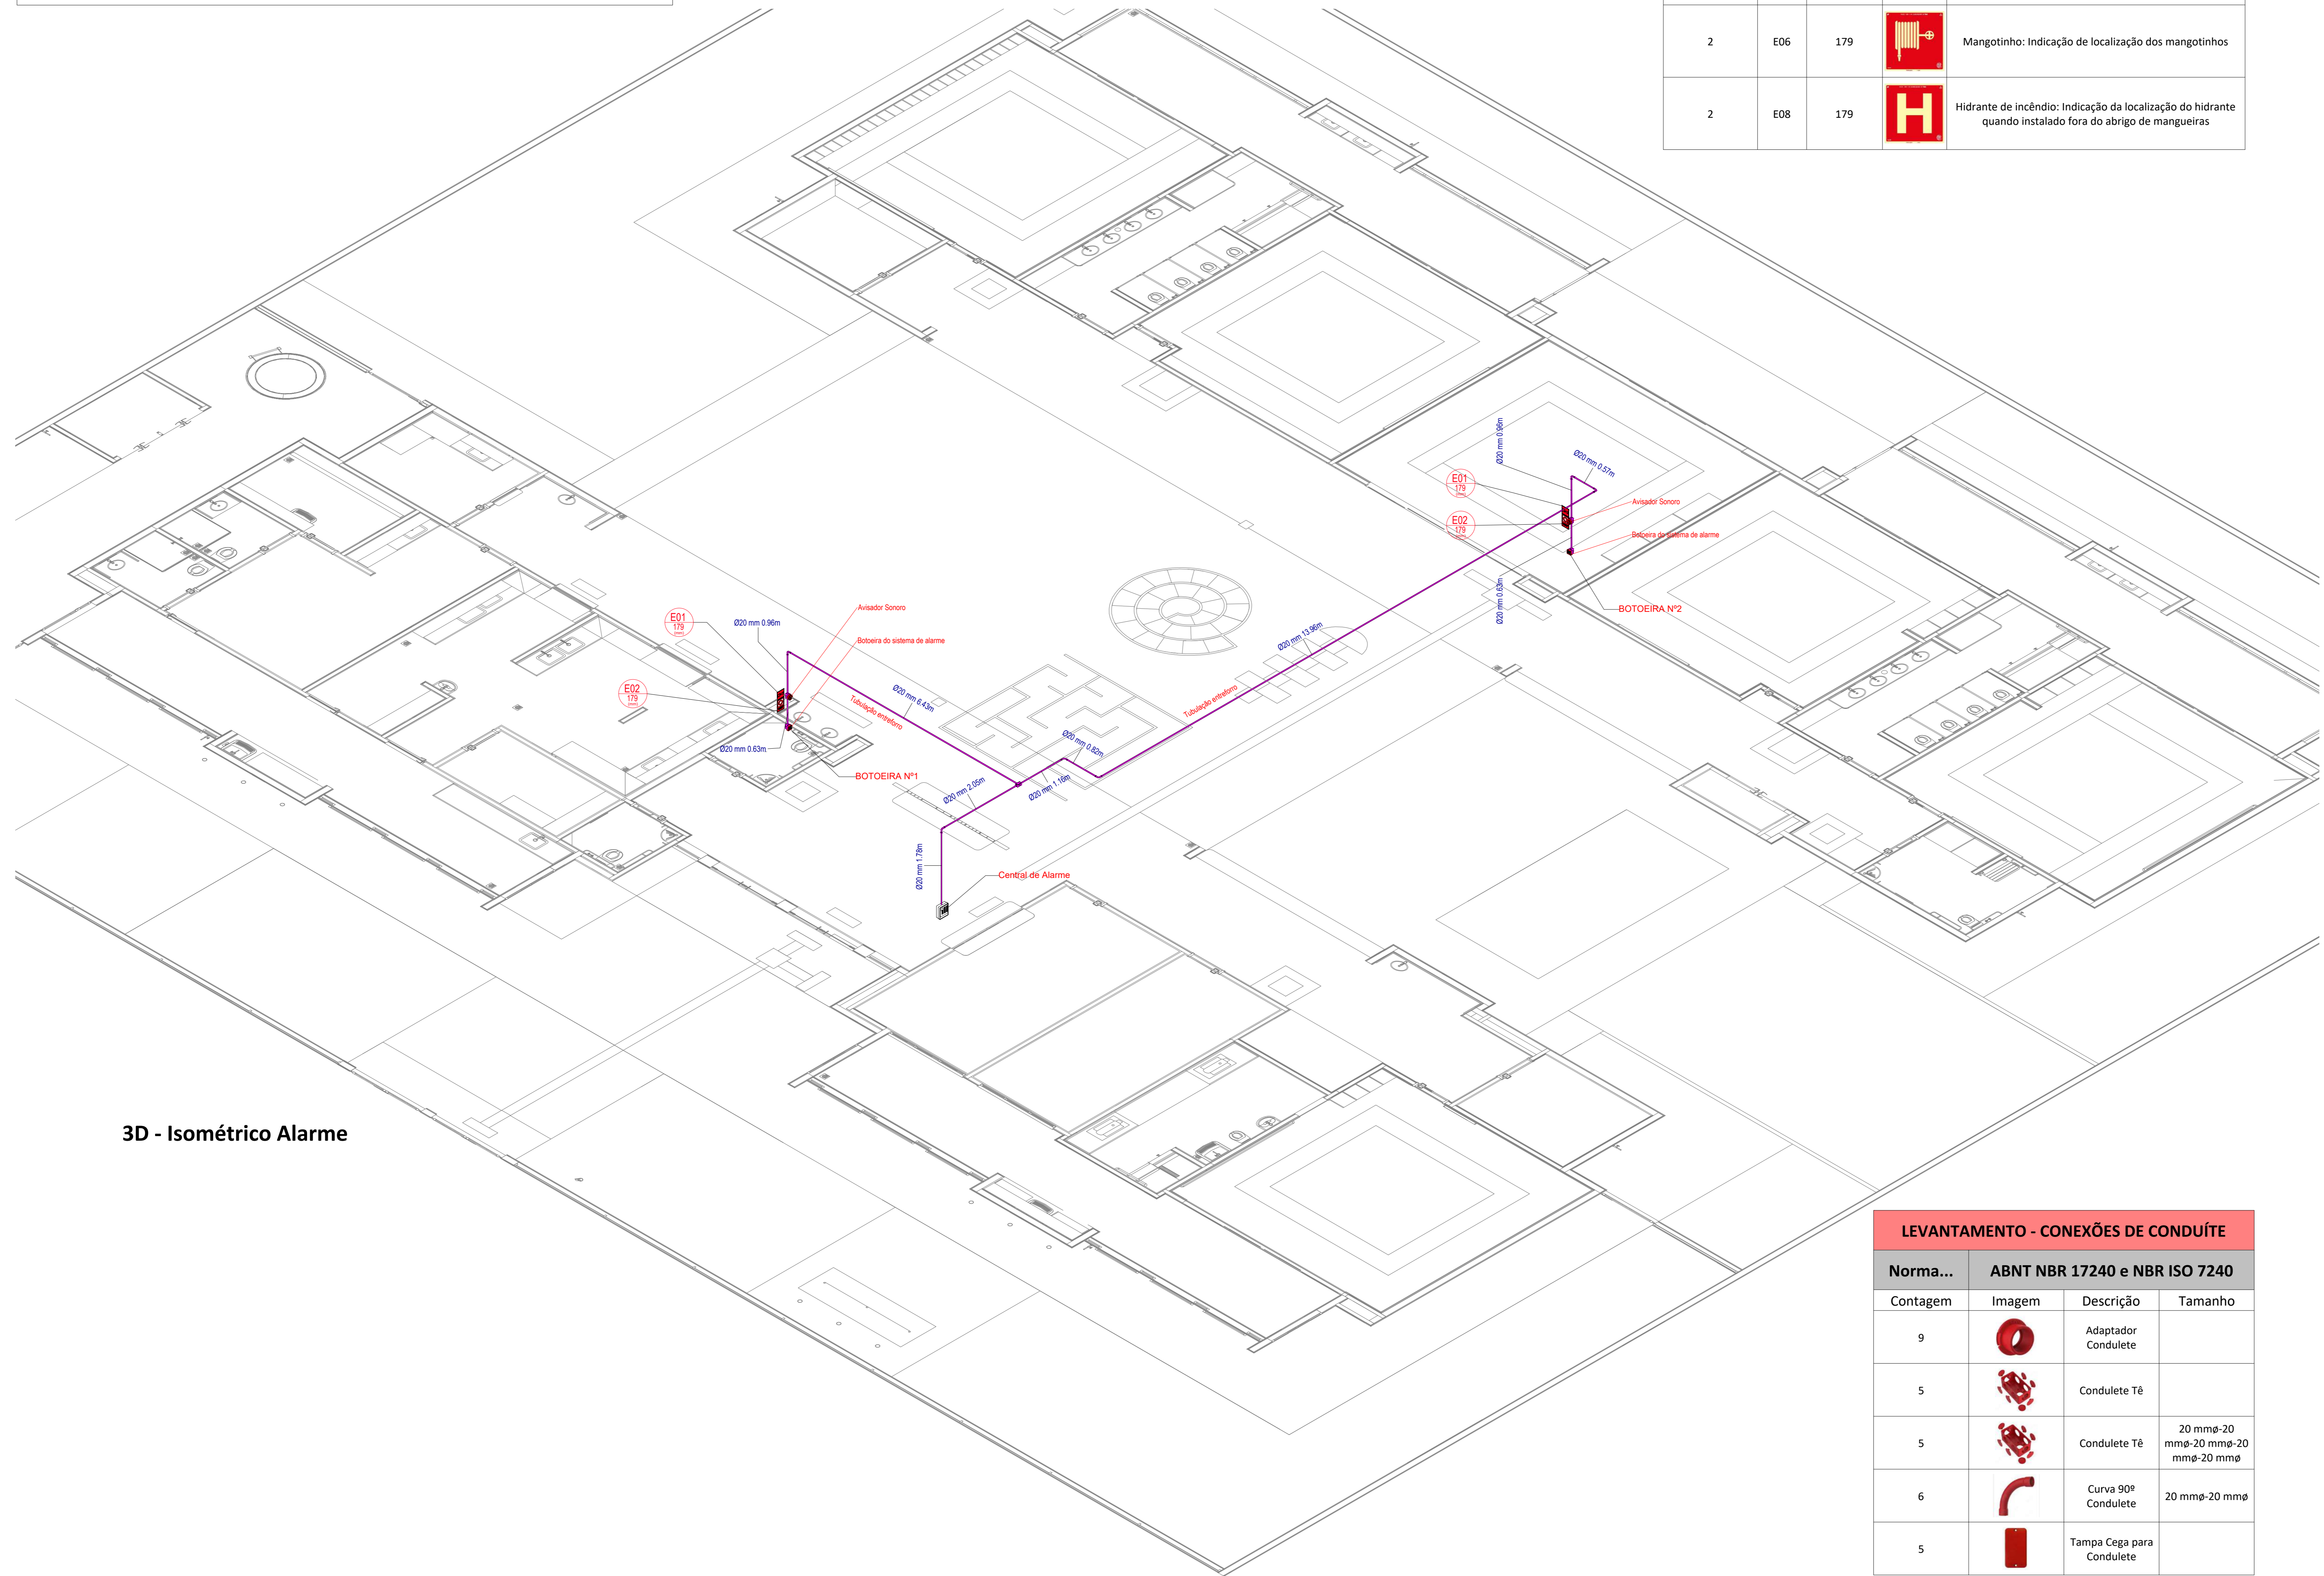 2 E06 179 Mangotinho: Indicação de localização dos mangotinhos
H
2 E08 179 Hidrante de incêndio: Indicação da localização do hidrante
quando instalado fora do abrigo de mangueiras
Ø20 mm 0.96m
Ø20 mm 0.57m
E01
179
Avisador Sonoro
E02
179
Botoeira do sistema de alarme
Ø20 mm 0.63m
BOTOEIRA Nº2
Ø20 mm 13.96m
Tubulação entreforro
Avisador Sonoro
E01
179
Ø20 mm 0.96m
Botoeira do sistema de alarme
E02
179
Ø20 mm 6.43m
Tubulação entreforro
Ø20 mm 0.63m
Ø20 mm 0.82m
BOTOEIRA Nº1
Ø20 mm 2.05m
Ø20 mm 1.16m
Ø20 mm 1.78m
Central de Alarme
3D - Isométrico Alarme
LEVANTAMENTO - CONEXÕES DE CONDUÍTE
Norma... ABNT NBR 17240 e NBR ISO 7240
Contagem Imagem Descrição Tamanho
9 Adaptador
Condulete
5 Condulete Tê
5 Condulete Tê 20 mmø-20
mmø-20 mmø-20
mmø-20 mmø
6 Curva 90º
Condulete 20 mmø-20 mmø
5 Tampa Cega para
Condulete